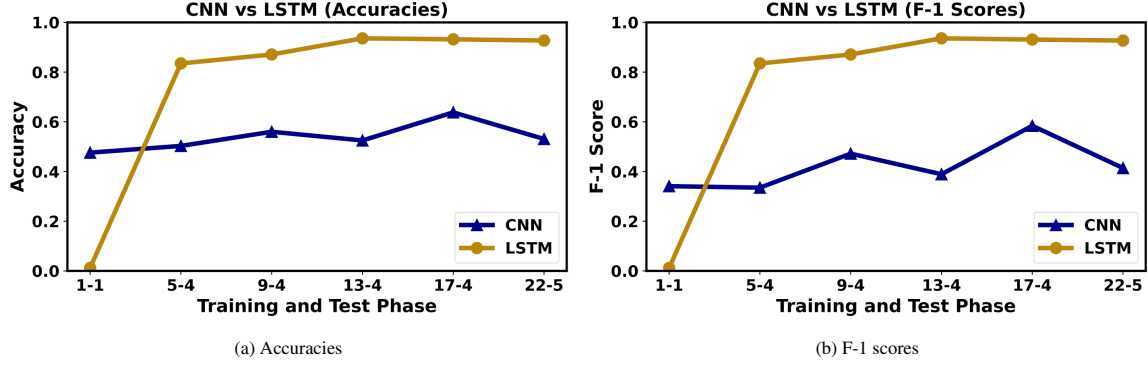 CNN vs LSTM (Accuracies)
1.0
0.8
0.6
0.4
0.2
0.0
Accuracy
CNN
LSTM
1-1 5-4 9-4 13-4 17-4 22-5
Training and Test Phase
(a) Accuracies
CNN vs LSTM (F-1 Scores)
1.0
0.8
0.6
0.4
0.2
0.0
F-1 Score
CNN
LSTM
1-1 5-4 9-4 13-4 17-4 22-5
Training and Test Phase
(b) F-1 scores